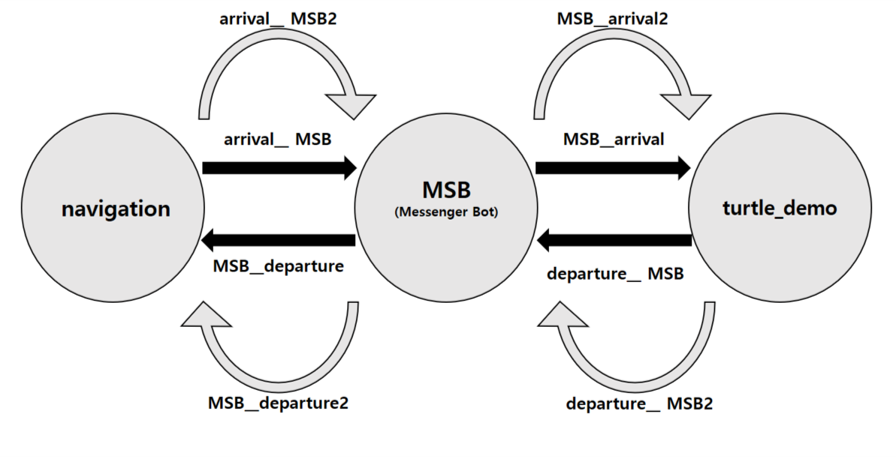 arrival__ MSB2
MSB__arrival2
arrival__ MSB
MSB__arrival
navigation
MSB
(Messenger Bot)
turtle_demo
MSB__departure
departure__ MSB
MSB__departure2
departure__ MSB2